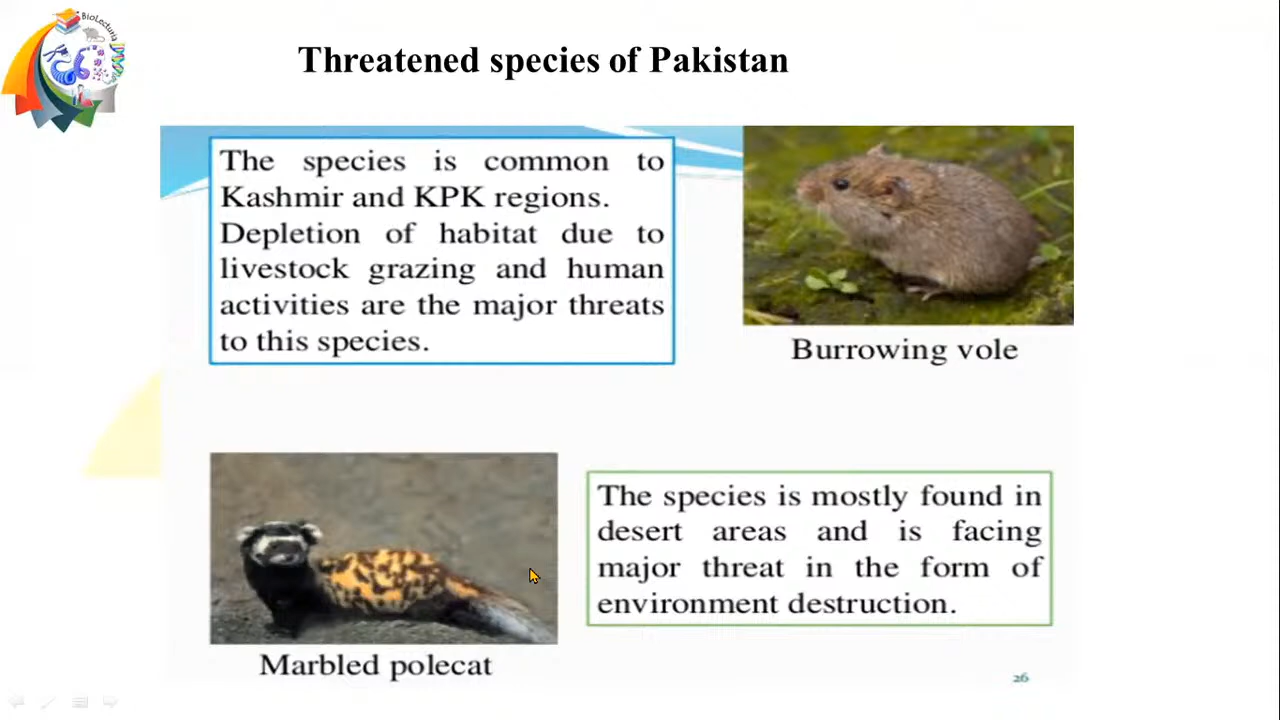 BioLecturia
Threatened species of Pakistan
The species is common to
Kashmir and KPK regions.
Depletion of habitat due to
livestock grazing and human
activities are the major threats
to this species.
Burrowing vole
The species is mostly found in
desert areas and is facing
major threat in the form of
environment destruction.
Marbled polecat
26